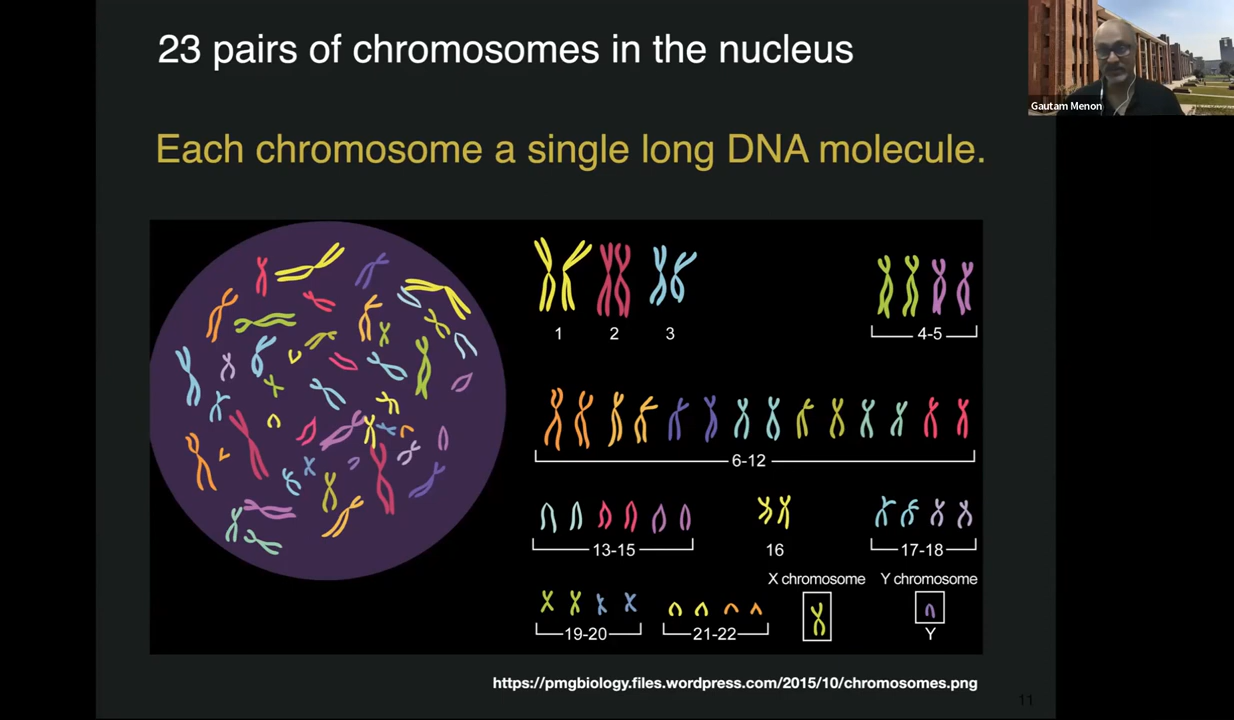 23 pairs of chromosomes in the nucleus
Gautam Menon
Each chromosome a single long DNA molecule.
1
2
3
4-5
6-12
13-15
16
17-18
X chromosome
Y chromosome
19-20
21-22
Y
https://pmgbiology.files.wordpress.com/2015/10/chromosomes.png
11